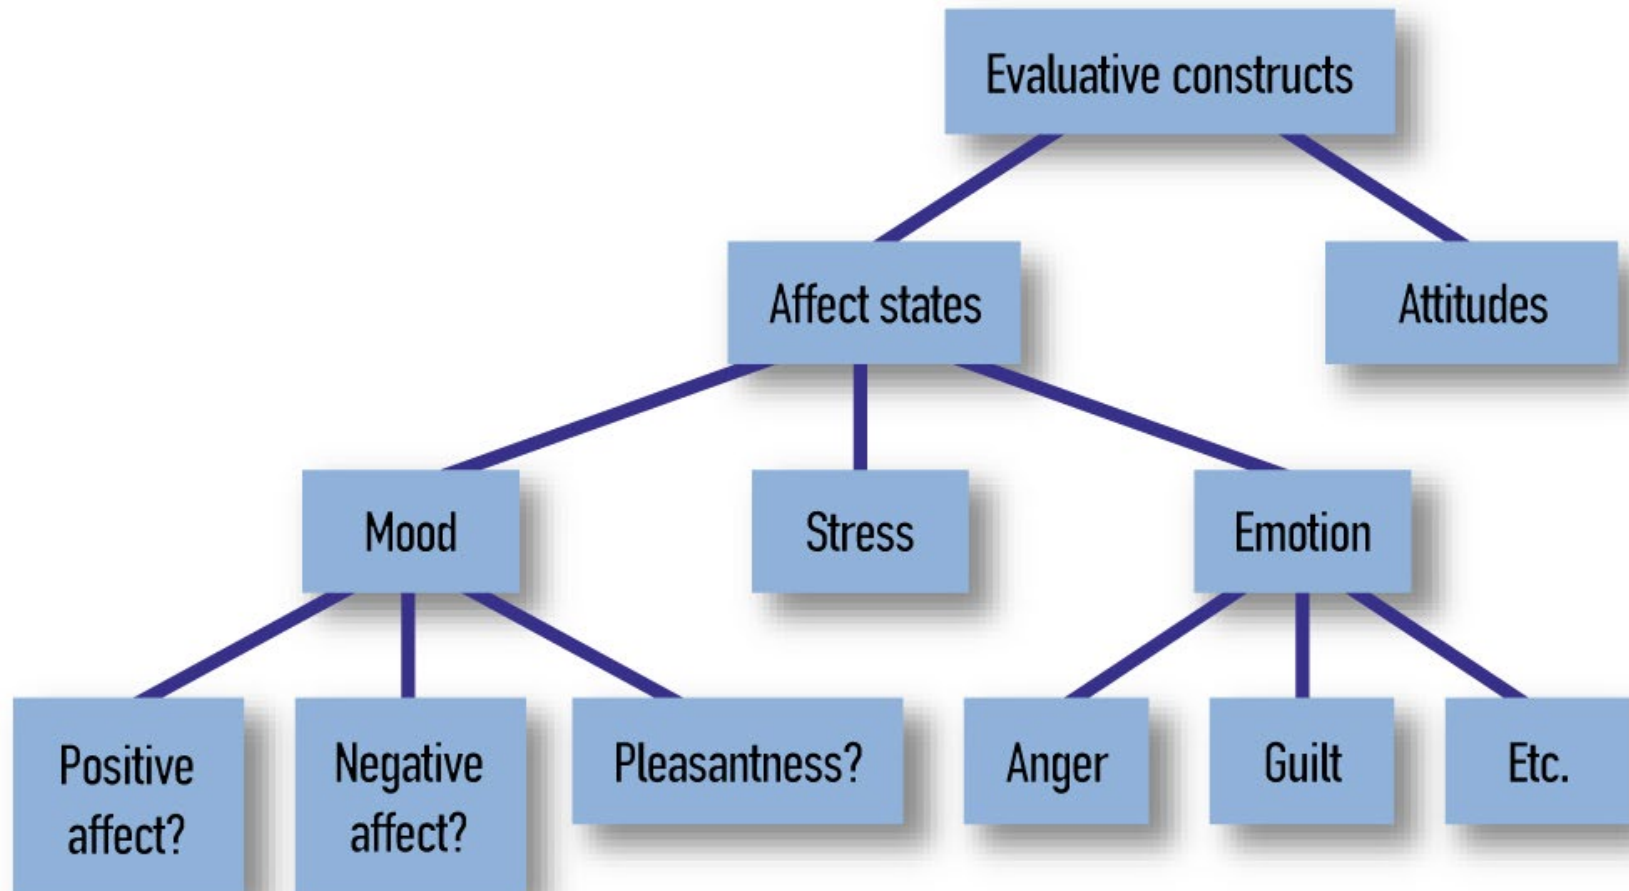 Evaluative constructs
Affect states
Attitudes
Mood
Stress
Emotion
Positive
affect?
Negative
affect?
Pleasantness?
Anger
Guilt
Etc.